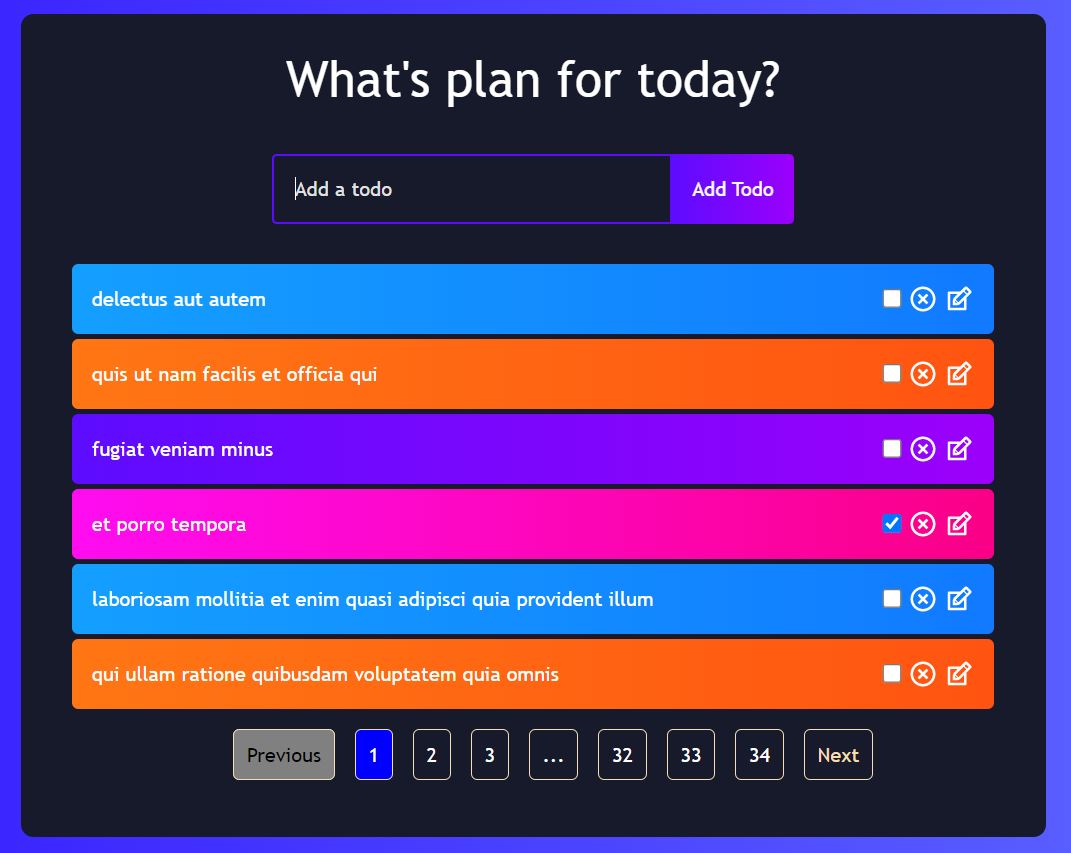 What's plan for today?
Add a todo
Add Todo
delectus aut autem
quis ut nam facilis et officia qui
fugiat veniam minus
et porro tempora
laboriosam mollitia et enim quasi adipisci quia provident illum
qui ullam ratione quibusdam voluptatem quia omnis
Previous 1 2 3 ... 32 33 34 Next